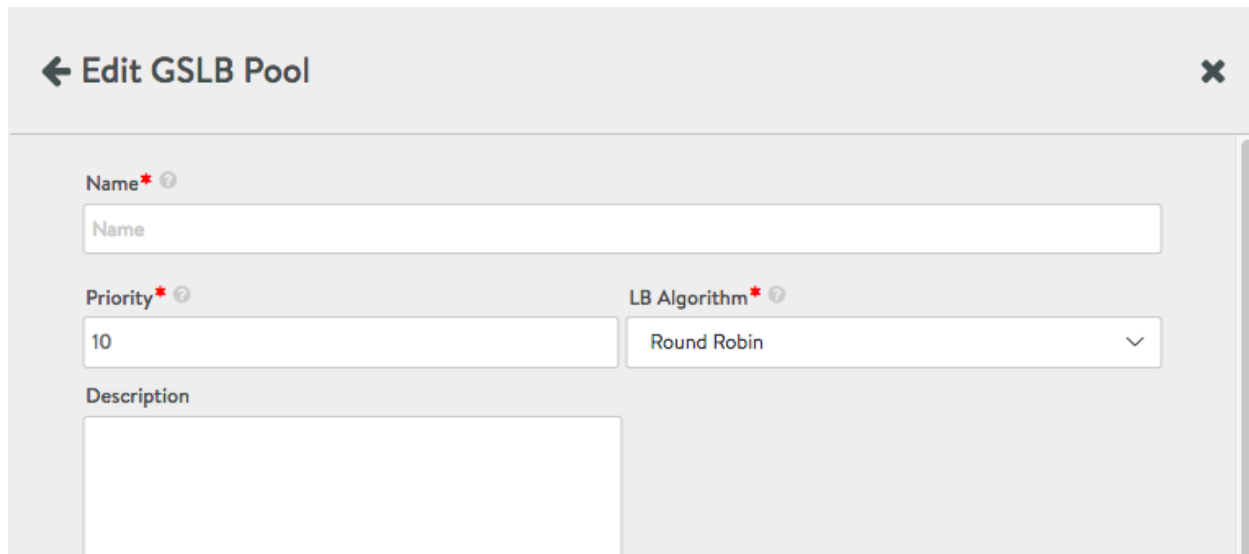 Edit GSLB Pool
Name*
Name
Priority* LB Algorithm*
10 Round Robin
Description